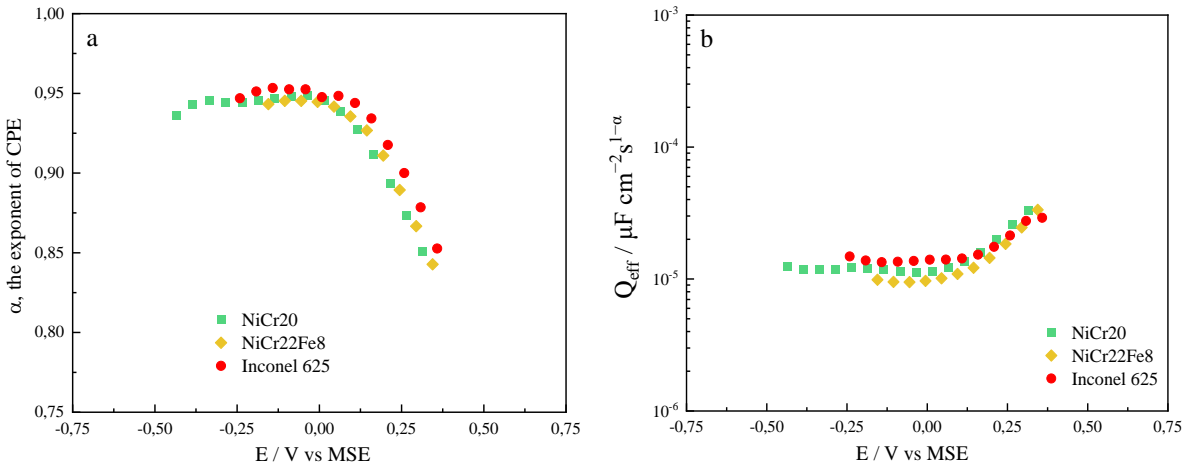 a
1,00
0,95
0,90
0,85
0,80
0,75
α, the exponent of CPE
NiCr20
NiCr22Fe8
Inconel 625
-0,75 -0,50 -0,25 0,00 0,25 0,50 0,75
E / V vs MSE
b
10⁻³
10⁻⁴
10⁻⁵
10⁻⁶
Q_eff / μF cm⁻²s^{1−α}
NiCr20
NiCr22Fe8
Inconel 625
-0,75 -0,50 -0,25 0,00 0,25 0,50 0,75
E / V vs MSE